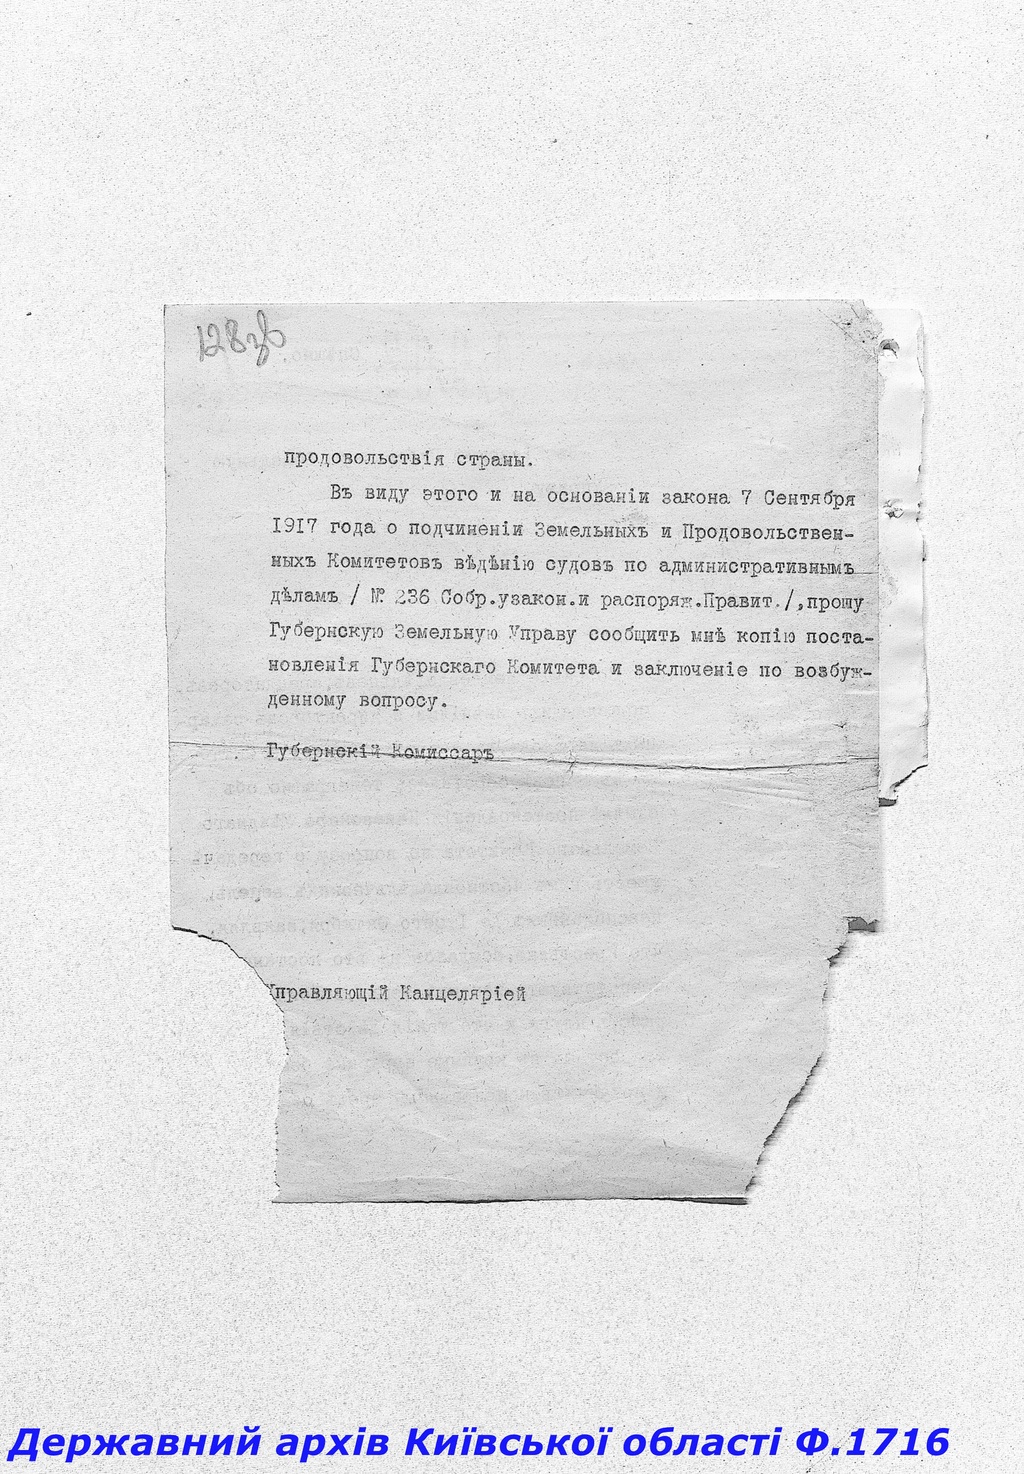 128зв
продовольствія страны.
Въ виду этого и на основаніи закона 7 Сентября
1917 года о подчиненіи Земельныхъ и Продовольствен-
ныхъ Комитетовъ вѣдѣнію судовъ по административнымъ
дѣламъ / № 236 Собр.узакон.и распоряж.Правит./,прошу
Губернскую Земельную Управу сообщить мнѣ копію поста-
новленія Губернскаго Комитета и заключеніе по возбуж-
денному вопросу.
Губернскій Комиссаръ
Управляющій Канцеляріей
Державний архів Київської області Ф.1716